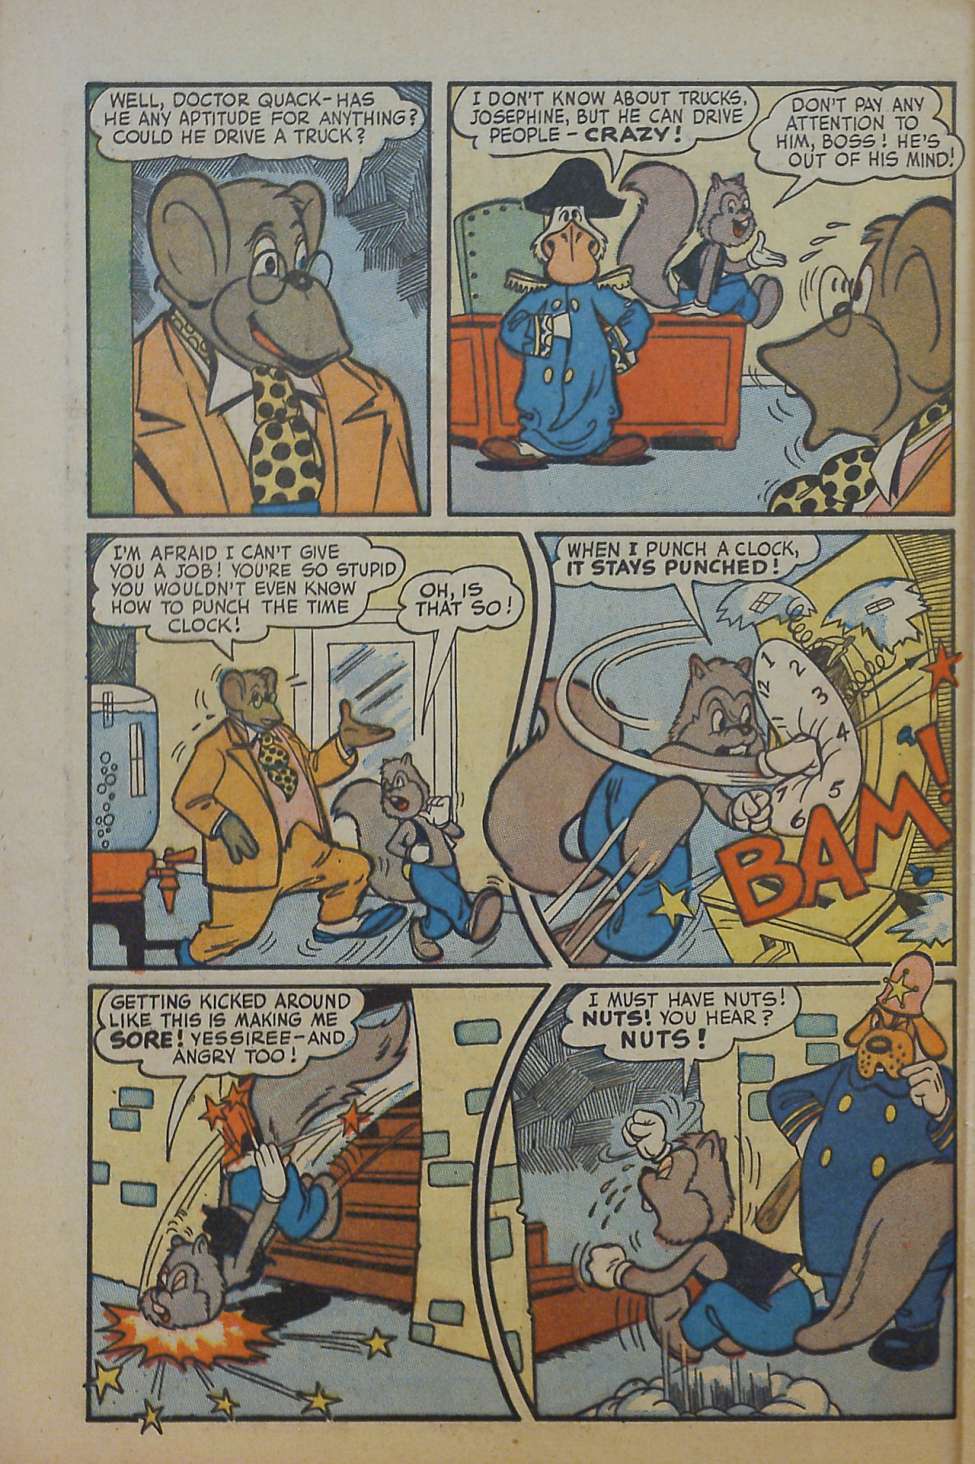 WELL, DOCTOR QUACK-HAS
HE ANY APTITUDE FOR ANYTHING?
COULD HE DRIVE A TRUCK?
I DON'T KNOW ABOUT TRUCKS,
JOSEPHINE, BUT HE CAN DRIVE
PEOPLE - CRAZY!
DON'T PAY ANY
ATTENTION TO
HIM, BOSS! HE'S
OUT OF HIS MIND!
I'M AFRAID I CAN'T GIVE
YOU A JOB! YOU'RE SO STUPID
YOU WOULDN'T EVEN KNOW
HOW TO PUNCH THE TIME
CLOCK!
OH, IS
THAT SO!
WHEN I PUNCH A CLOCK,
IT STAYS PUNCHED!
12 1 2 3 4 5 6 7
BAM!
GETTING KICKED AROUND
LIKE THIS IS MAKING ME
SORE! YESSIREE-AND
ANGRY TOO!
I MUST HAVE NUTS!
NUTS! YOU HEAR?
NUTS!